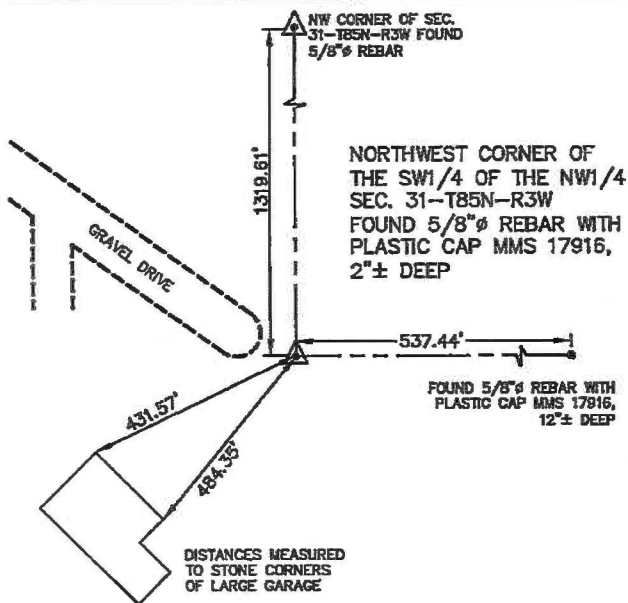 NW CORNER OF SEC.
31-T85N-R3W FOUND
5/8"ø REBAR
1319.61'
NORTHWEST CORNER OF
THE SW1/4 OF THE NW1/4
SEC. 31-T85N-R3W
FOUND 5/8"ø REBAR WITH
PLASTIC CAP MMS 17916,
2"± DEEP
GRAVEL DRIVE
537.44'
FOUND 5/8"ø REBAR WITH
PLASTIC CAP MMS 17916,
12"± DEEP
431.57'
484.35'
DISTANCES MEASURED
TO STONE CORNERS
OF LARGE GARAGE